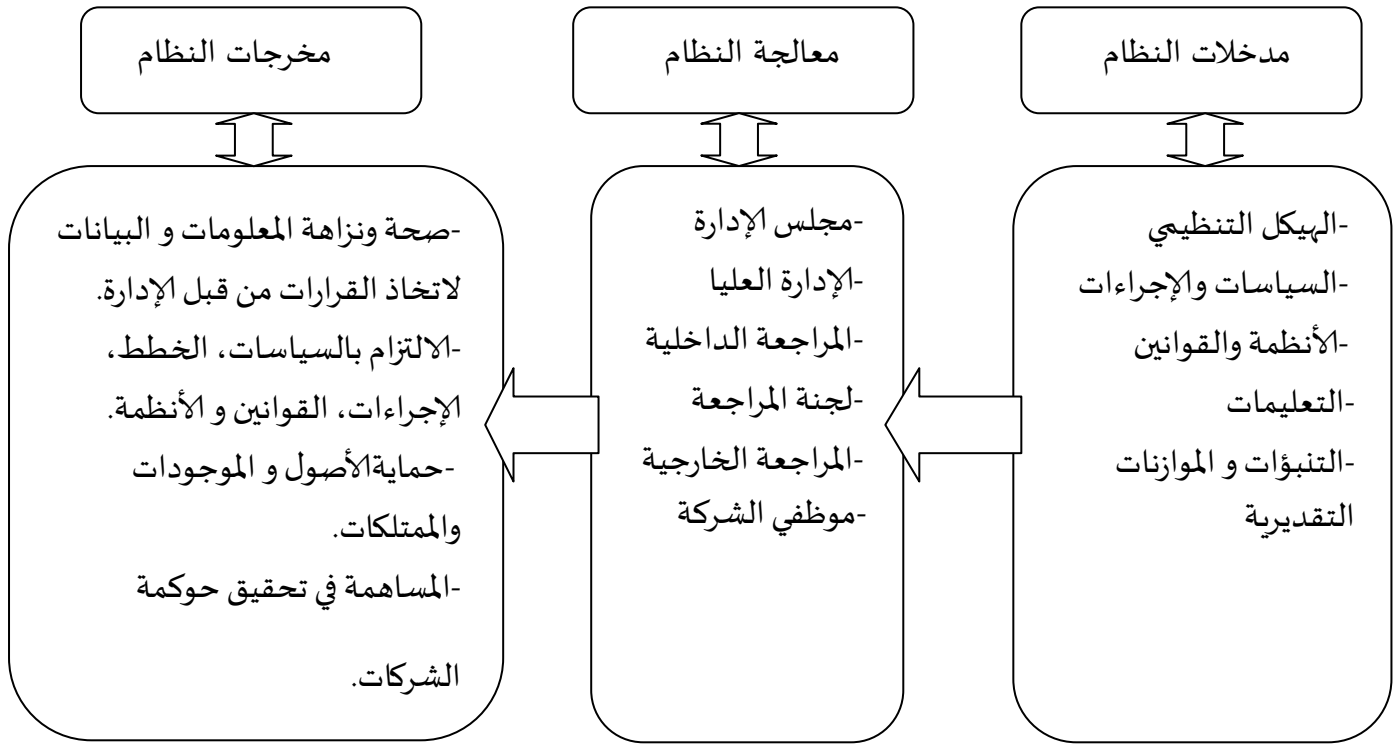 مدخلات النظام
-الهيكل التنظيمي
-السياسات والإجراءات
-الأنظمة والقوانين
-التعليمات
-التنبؤات و الموازنات
التقديرية
معالجة النظام
-مجلس الإدارة
-الإدارة العليا
-المراجعة الداخلية
-لجنة المراجعة
-المراجعة الخارجية
-موظفي الشركة
مخرجات النظام
-صحة ونزاهة المعلومات و البيانات
لاتخاذ القرارات من قبل الإدارة.
-الالتزام بالسياسات، الخطط،
الإجراءات، القوانين و الأنظمة.
-حمايةالأصول و الموجودات
والممتلكات.
-المساهمة في تحقيق حوكمة
الشركات.